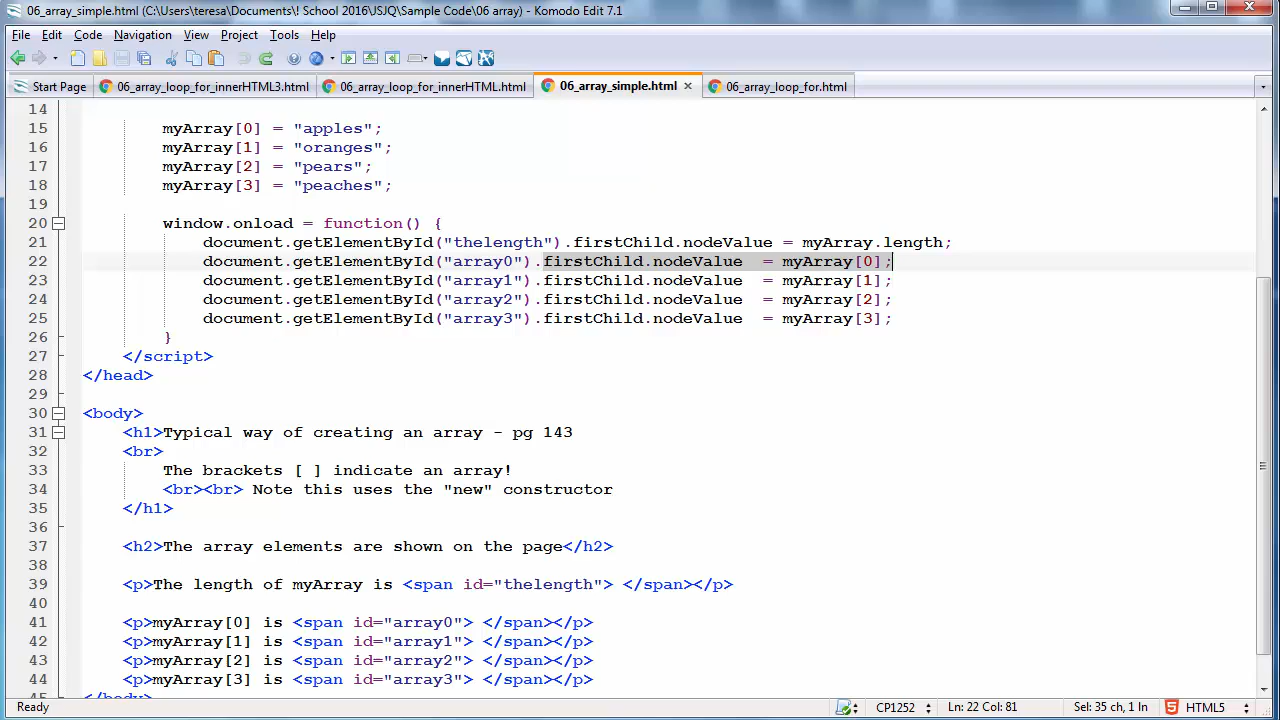 06_array_simple.html (C:\Users\teresa\Documents\! School 2016\JSJQ\Sample Code\06 array) - Komodo Edit 7.1
File Edit Code Navigation View Project Tools Help
Start Page 06_array_loop_for_innerHTML3.html 06_array_loop_for_innerHTML.html 06_array_simple.html 06_array_loop_for.html
14
15 myArray[0] = "apples";
16 myArray[1] = "oranges";
17 myArray[2] = "pears";
18 myArray[3] = "peaches";
19
20 window.onload = function() {
21 document.getElementById("thelength").firstChild.nodeValue = myArray.length;
22 document.getElementById("array0").firstChild.nodeValue  = myArray[0];
23 document.getElementById("array1").firstChild.nodeValue  = myArray[1];
24 document.getElementById("array2").firstChild.nodeValue  = myArray[2];
25 document.getElementById("array3").firstChild.nodeValue  = myArray[3];
26 }
27 </script>
28 </head>
29
30 <body>
31 <h1>Typical way of creating an array - pg 143
32 <br>
33 The brackets [ ] indicate an array!
34 <br><br> Note this uses the "new" constructor
35 </h1>
36
37 <h2>The array elements are shown on the page</h2>
38
39 <p>The length of myArray is <span id="thelength"> </span></p>
40
41 <p>myArray[0] is <span id="array0"> </span></p>
42 <p>myArray[1] is <span id="array1"> </span></p>
43 <p>myArray[2] is <span id="array2"> </span></p>
44 <p>myArray[3] is <span id="array3"> </span></p>
45 </body>
Ready CP1252 Ln: 22 Col: 81 Sel: 35 ch, 1 ln HTML5